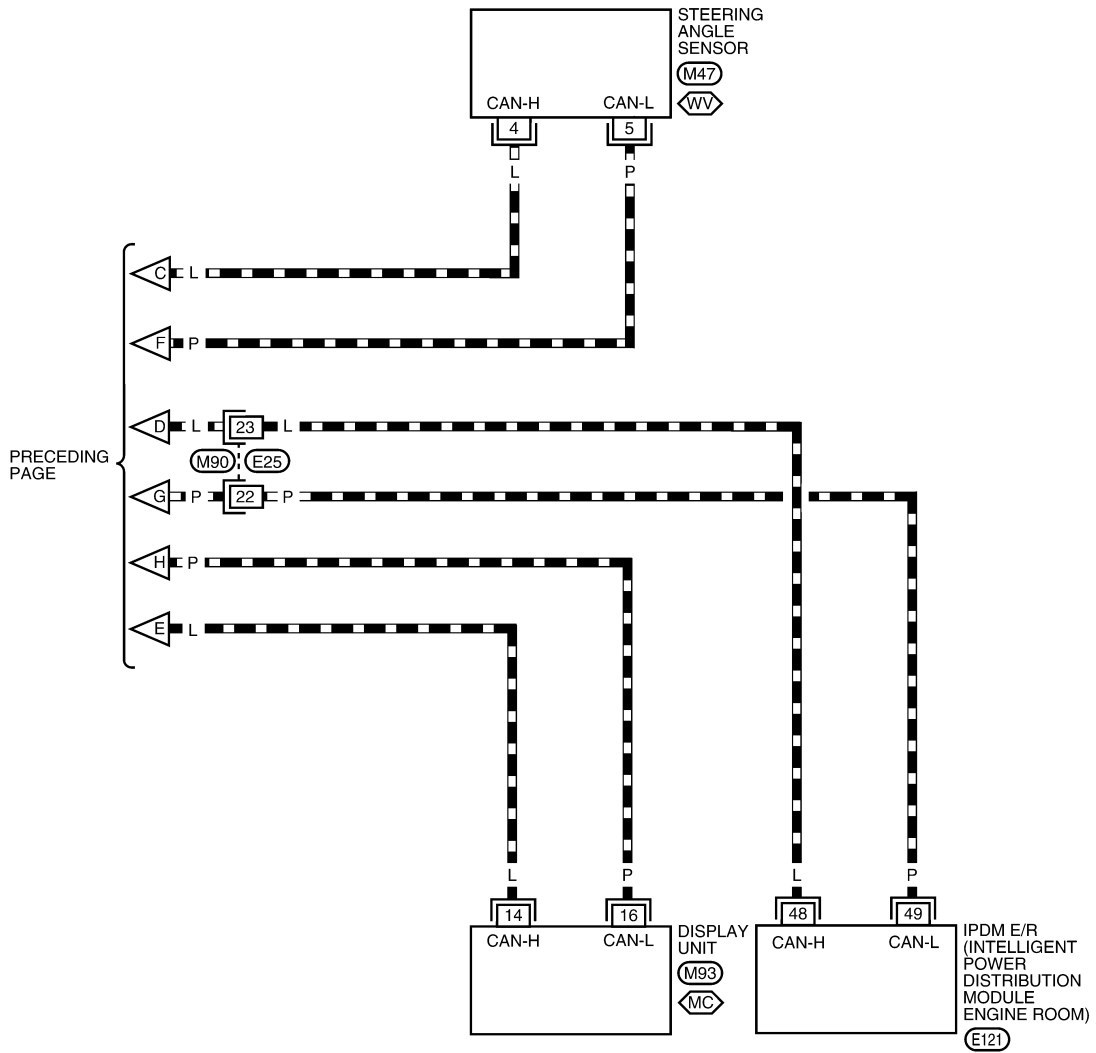 STEERING
ANGLE
SENSOR
M47
WV
CAN-H CAN-L
4 5
L P
C L
F P
D L 23 L
PRECEDING
PAGE
M90 E25
G P 22 P
H P
E L
L P L P
14 16 48 49
CAN-H CAN-L
DISPLAY
UNIT
M93
MC
CAN-H CAN-L
IPDM E/R
(INTELLIGENT
POWER
DISTRIBUTION
MODULE
ENGINE ROOM)
E121